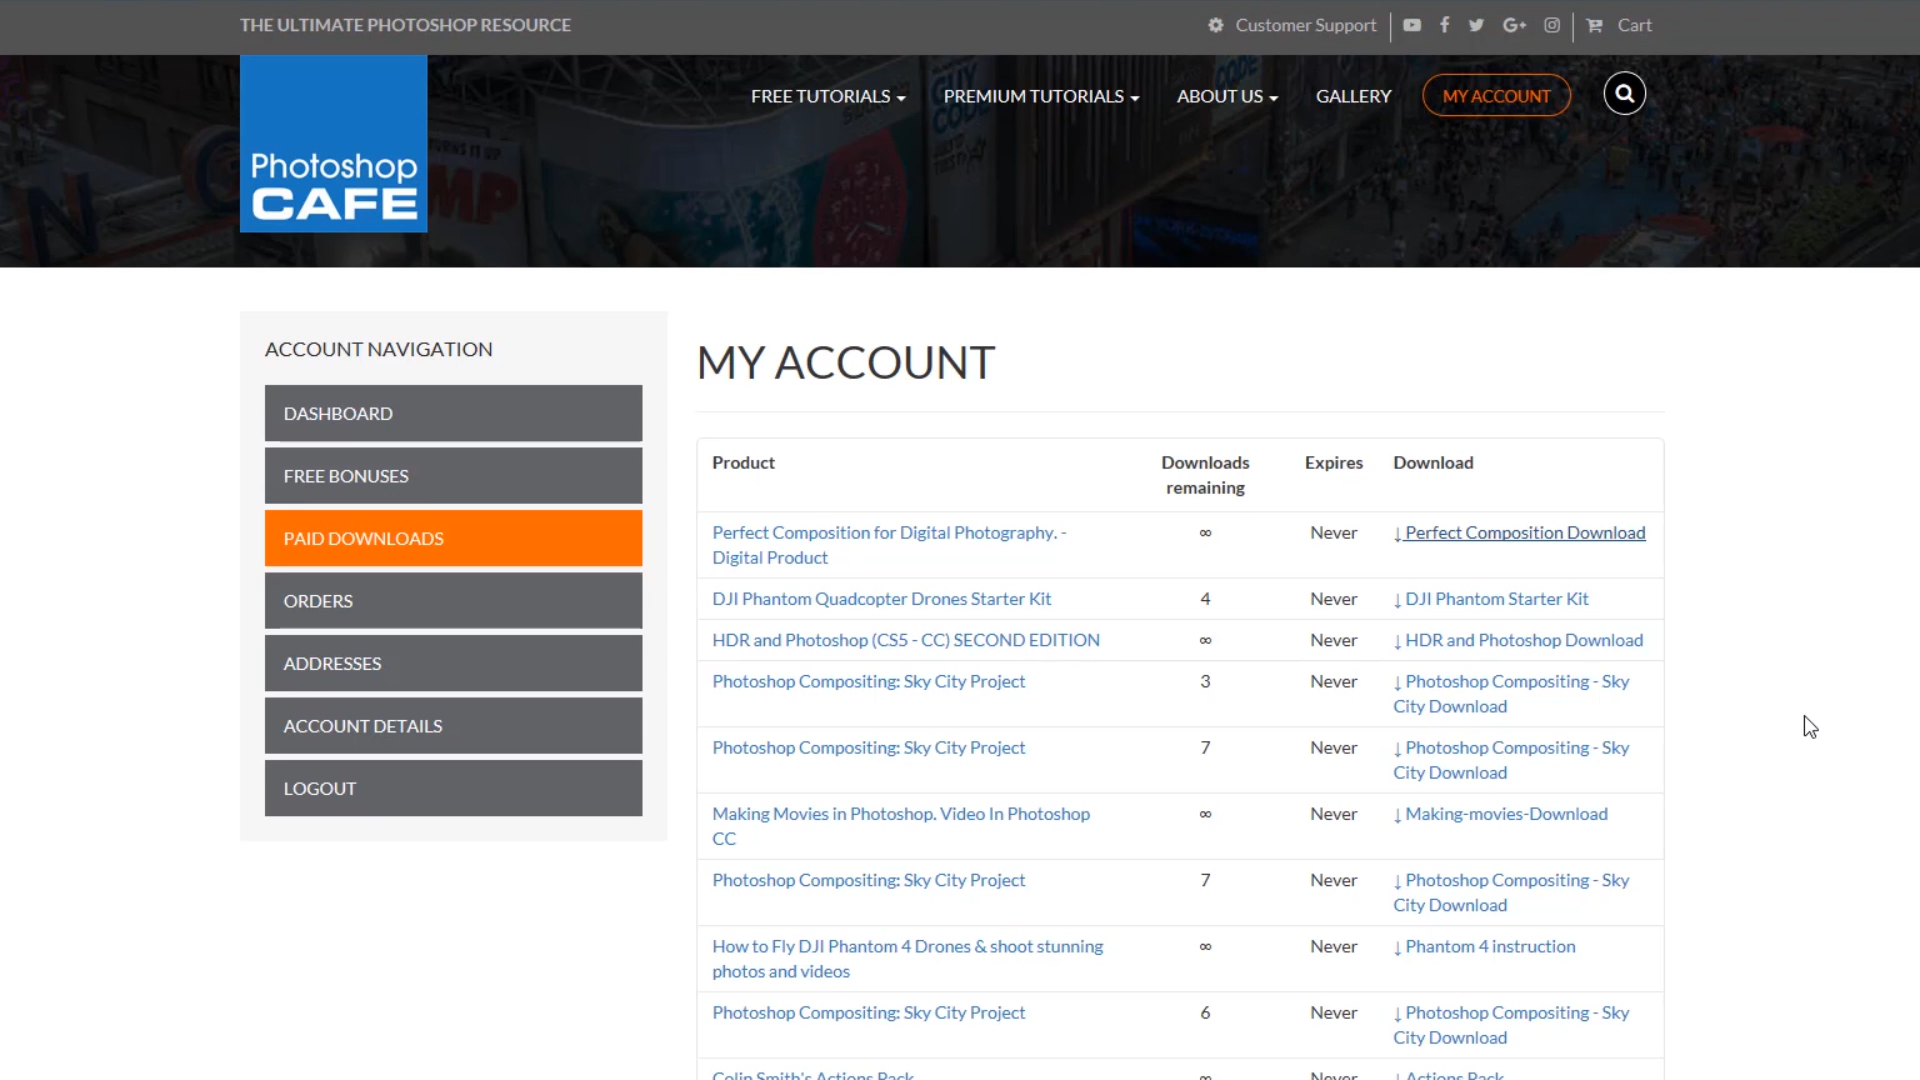 THE ULTIMATE PHOTOSHOP RESOURCE
Customer Support
Cart
Photoshop
CAFE
FREE TUTORIALS
PREMIUM TUTORIALS
ABOUT US
GALLERY
MY ACCOUNT
ACCOUNT NAVIGATION
DASHBOARD
FREE BONUSES
PAID DOWNLOADS
ORDERS
ADDRESSES
ACCOUNT DETAILS
LOGOUT
MY ACCOUNT
Product Downloads Expires Download
remaining
Perfect Composition for Digital Photography. - ∞ Never ↓ Perfect Composition Download
Digital Product
DJI Phantom Quadcopter Drones Starter Kit 4 Never ↓ DJI Phantom Starter Kit
HDR and Photoshop (CS5 - CC) SECOND EDITION ∞ Never ↓ HDR and Photoshop Download
Photoshop Compositing: Sky City Project 3 Never ↓ Photoshop Compositing - Sky
City Download
Photoshop Compositing: Sky City Project 7 Never ↓ Photoshop Compositing - Sky
City Download
Making Movies in Photoshop. Video In Photoshop ∞ Never ↓ Making-movies-Download
CC
Photoshop Compositing: Sky City Project 7 Never ↓ Photoshop Compositing - Sky
City Download
How to Fly DJI Phantom 4 Drones & shoot stunning ∞ Never ↓ Phantom 4 instruction
photos and videos
Photoshop Compositing: Sky City Project 6 Never ↓ Photoshop Compositing - Sky
City Download
Colin Smith's Actions Pack ∞ Never ↓ Actions Pack